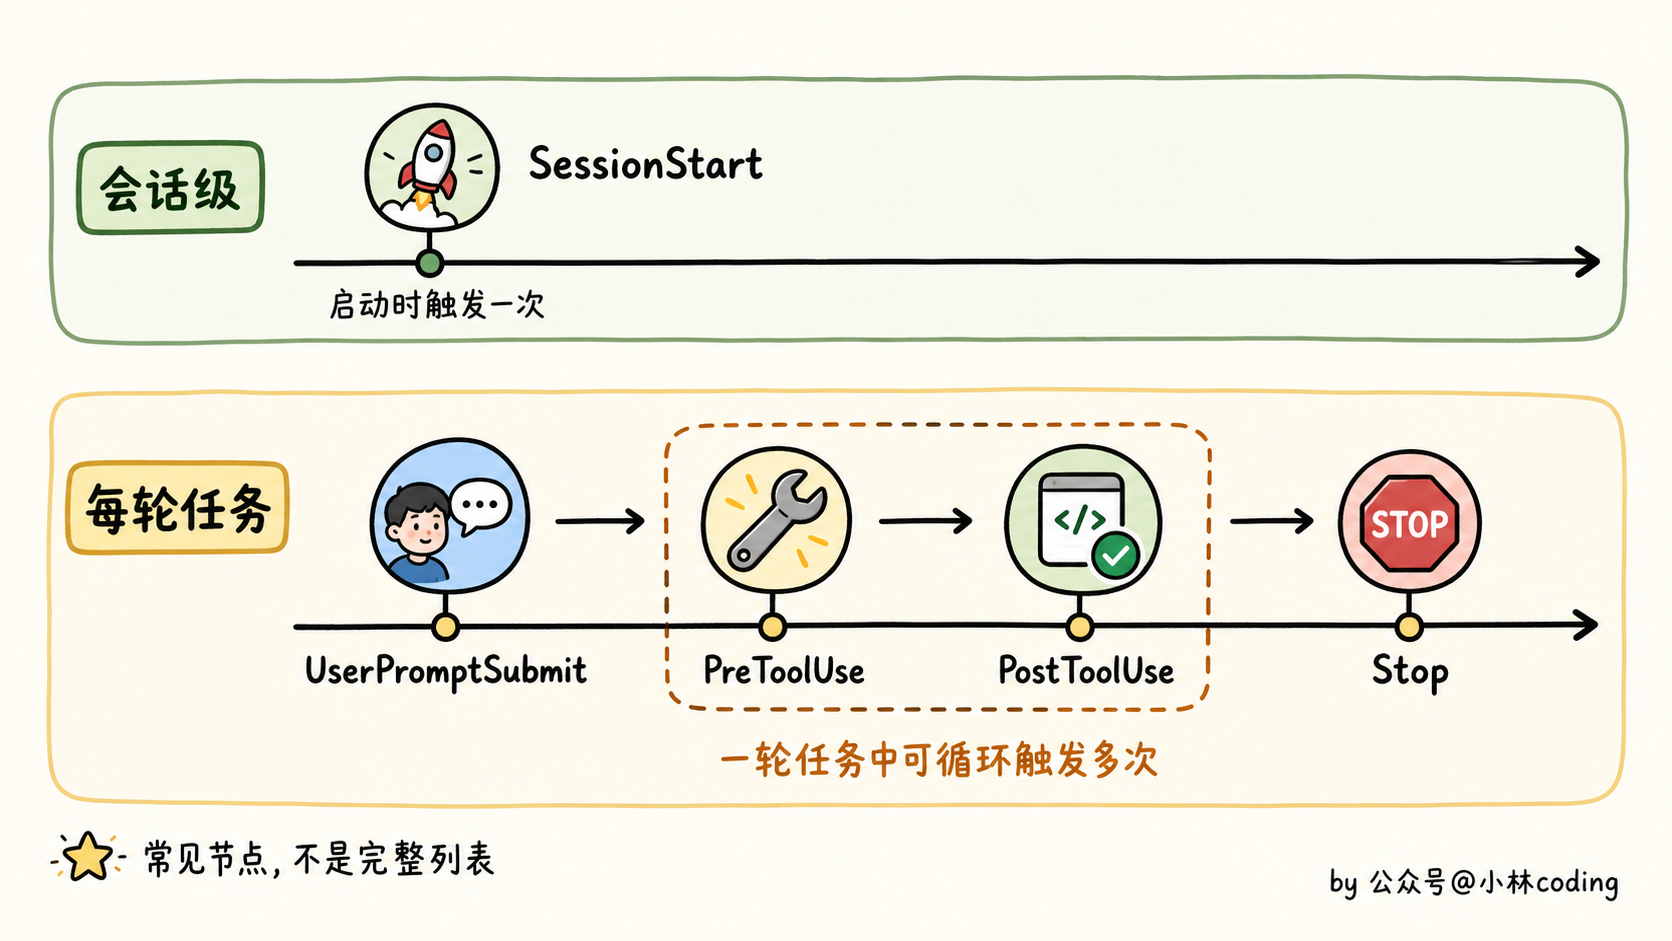 会话级
SessionStart
启动时触发一次
每轮任务
STOP
UserPromptSubmit
PreToolUse
PostToolUse
Stop
一轮任务中可循环触发多次
常见节点, 不是完整列表
by 公众号@小林coding